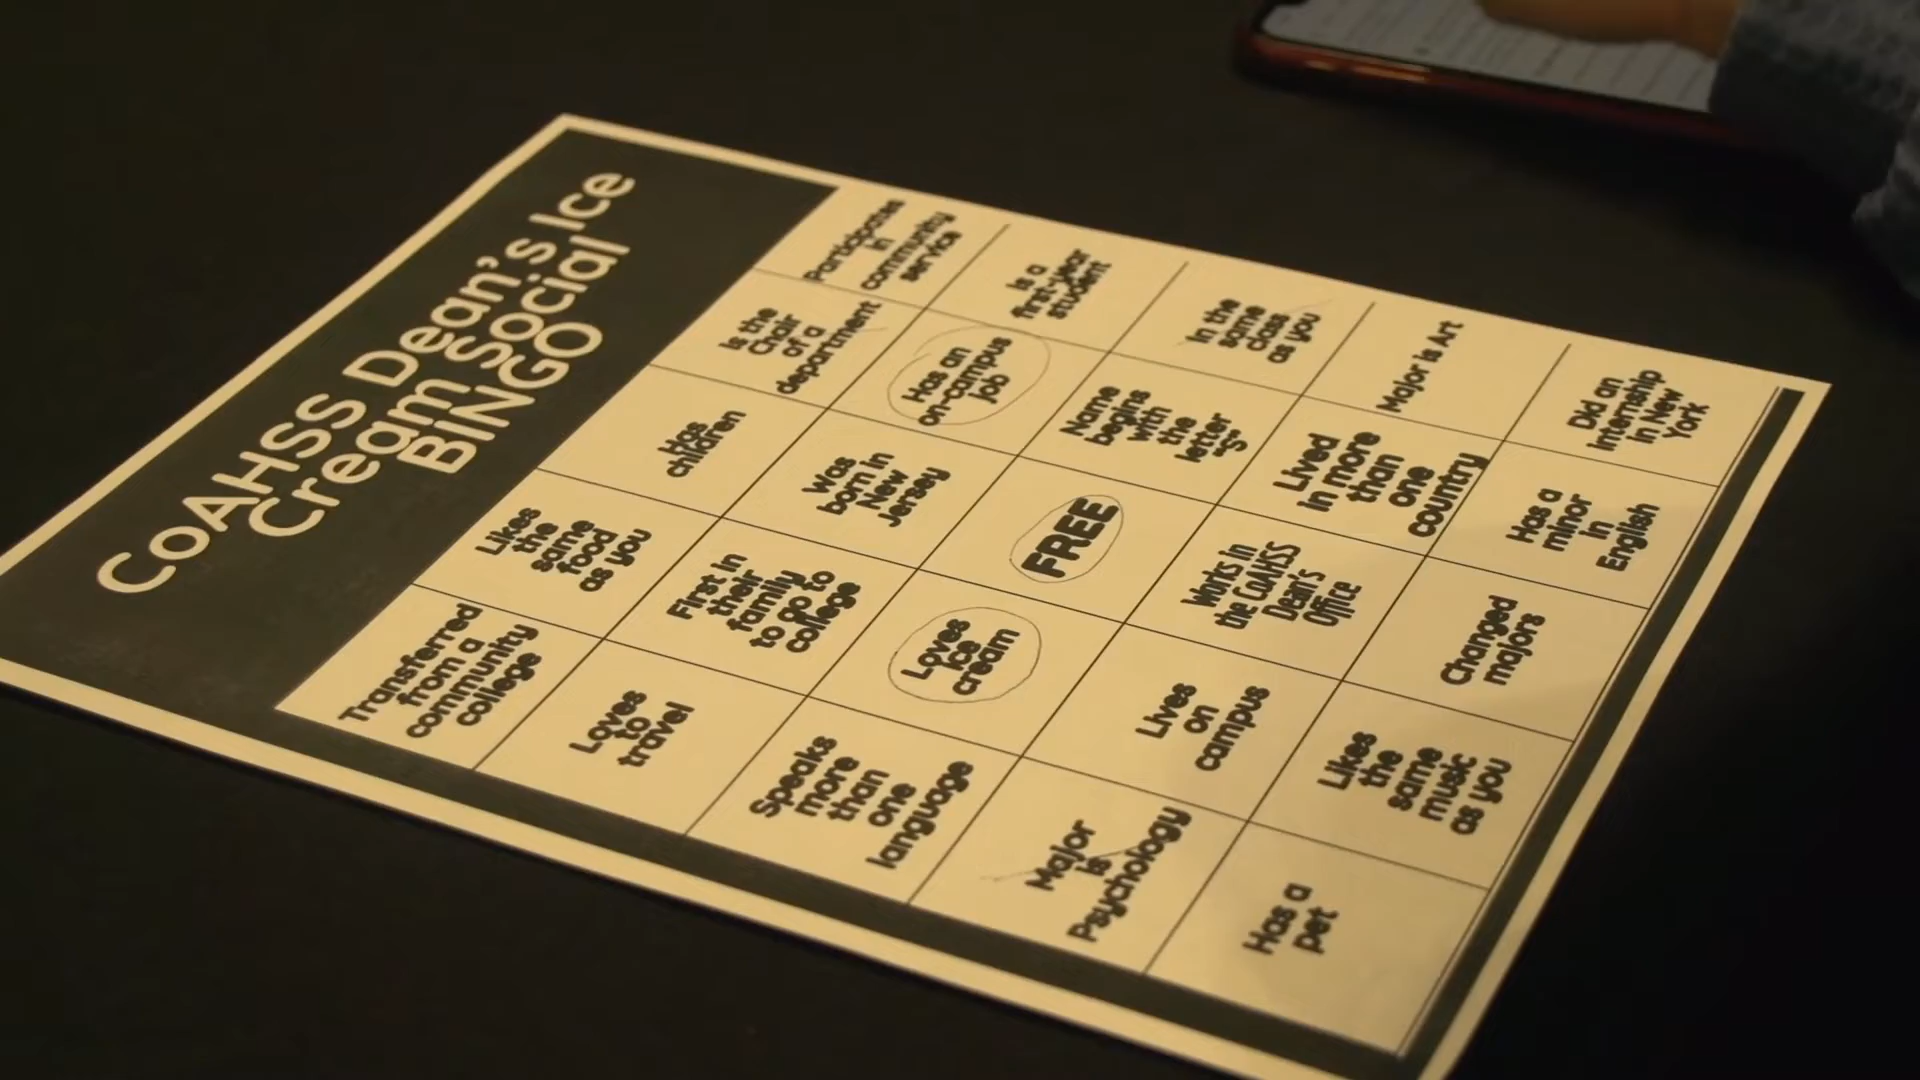 CoAHSS Dean's Ice
Cream Social
BINGO
Transferred
from a
community
college
Likes
the
same
food
as you
Has
children
Is the
Chair
of a
department
Participates
in
community
service
Loves
to
travel
First in
their
family
to go to
college
Was
born in
New
Jersey
Has an
on-campus
job
Is a
first-year
student
Speaks
more
than
one
language
Loves
ice
cream
FREE
Name
begins
with
the
letter
"S"
In the
same
class
as you
Major
is
Psychology
Lives
on
campus
Works in
the CoAHSS
Dean's
Office
Lived
in more
than
one
country
Major is Art
Has a
pet
Likes
the
same
music
as you
Changed
majors
Has a
minor
in
English
Did an
internship
in New
York